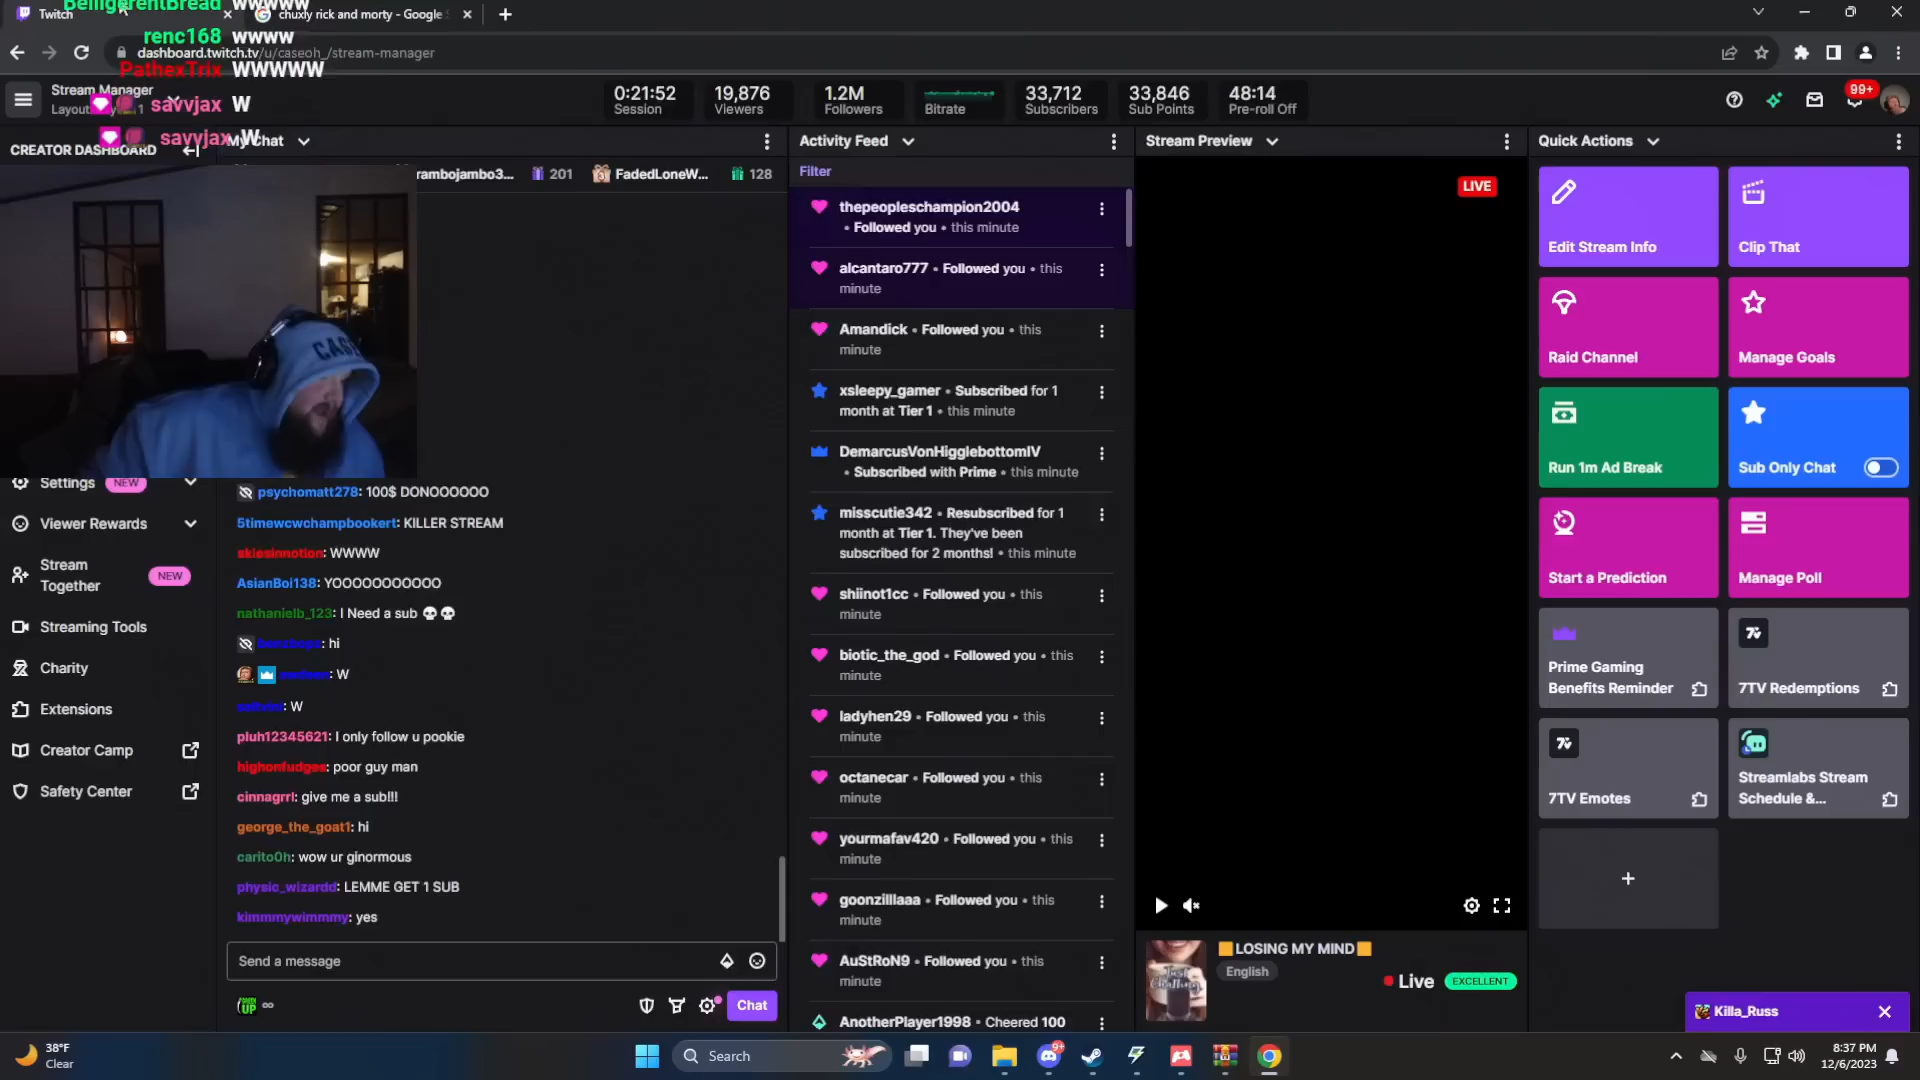 BelligerentBread WWWWW
renc168 wwww
PathexTrix WWWWW
savvjax W
savvjax W
Twitch
chuxly rick and morty - Google
dashboard.twitch.tv/u/caseoh_/stream-manager
Stream Manager
0:21:52
Session
19,876
Viewers
1.2M
Followers
Bitrate
33,712
Subscribers
33,846
Sub Points
48:14
Pre-roll Off
99+
CREATOR DASHBOARD
Settings NEW
Viewer Rewards
Stream
Together NEW
Streaming Tools
Charity
Extensions
Creator Camp
Safety Center
My Chat
rambojambo3... 201 FadedLoneW... 128
psychomatt278: 100$ DONOOOOOO
5timewcwchampbookert: KILLER STREAM
skiesinmotion: WWWW
AsianBoi138: YOOOOOOOOOOO
nathanielb_123: I Need a sub 💀💀
: hi
: W
: W
pluh12345621: I only follow u pookie
highonfudgee: poor guy man
cinnagrrl: give me a sub!!!
george_the_goat1: hi
carito0h: wow ur ginormous
physic_wizardd: LEMME GET 1 SUB
kimmmywimmmy: yes
Send a message
Chat
Activity Feed
Filter
thepeopleschampion2004
• Followed you • this minute
alcantaro777 • Followed you • this
minute
Amandick • Followed you • this
minute
xsleepy_gamer • Subscribed for 1
month at Tier 1 • this minute
DemarcusVonHigglebottomIV
• Subscribed with Prime • this minute
misscutie342 • Resubscribed for 1
month at Tier 1. They've been
subscribed for 2 months! • this minute
shiinot1cc • Followed you • this
minute
biotic_the_god • Followed you • this
minute
ladyhen29 • Followed you • this
minute
octanecar • Followed you • this
minute
yourmafav420 • Followed you • this
minute
goonzilllaaa • Followed you • this
minute
AuStRoN9 • Followed you • this
minute
AnotherPlayer1998 • Cheered 100
Stream Preview
LIVE
🟧LOSING MY MIND🟧
English
Live EXCELLENT
Quick Actions
Edit Stream Info
Clip That
Raid Channel
Manage Goals
Run 1m Ad Break
Sub Only Chat
Start a Prediction
Manage Poll
Prime Gaming
Benefits Reminder
7TV Redemptions
7TV Emotes
Streamlabs Stream
Schedule &...
+
Killa_Russ
38°F
Clear
Search
9+
8:37 PM
12/6/2023